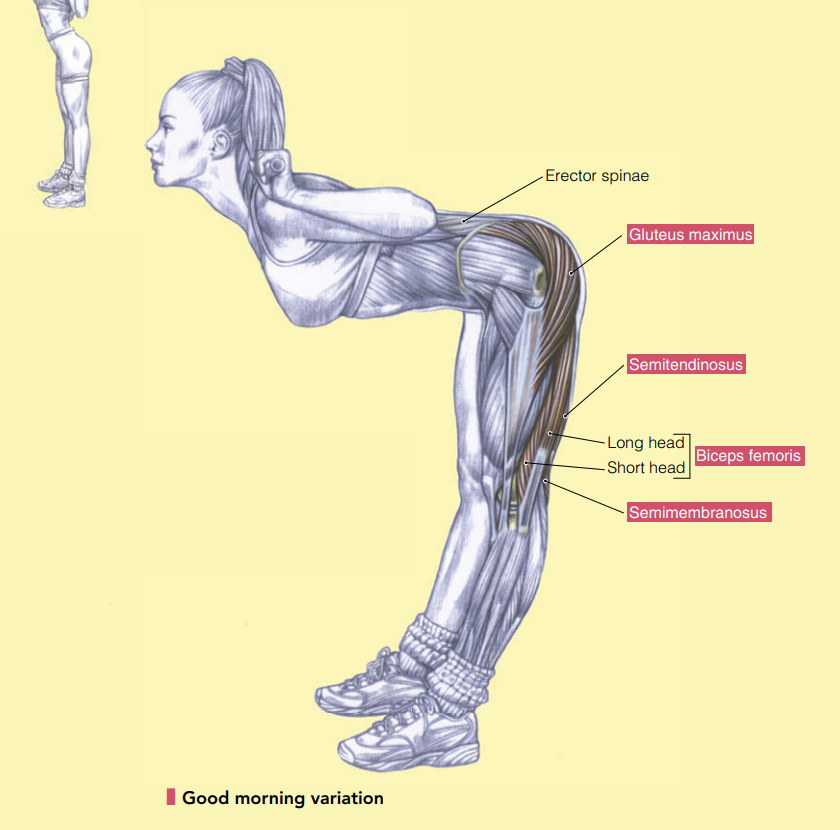 Erector spinae
Gluteus maximus
Semitendinosus
Long head
Biceps femoris
Short head
Semimembranosus
Good morning variation